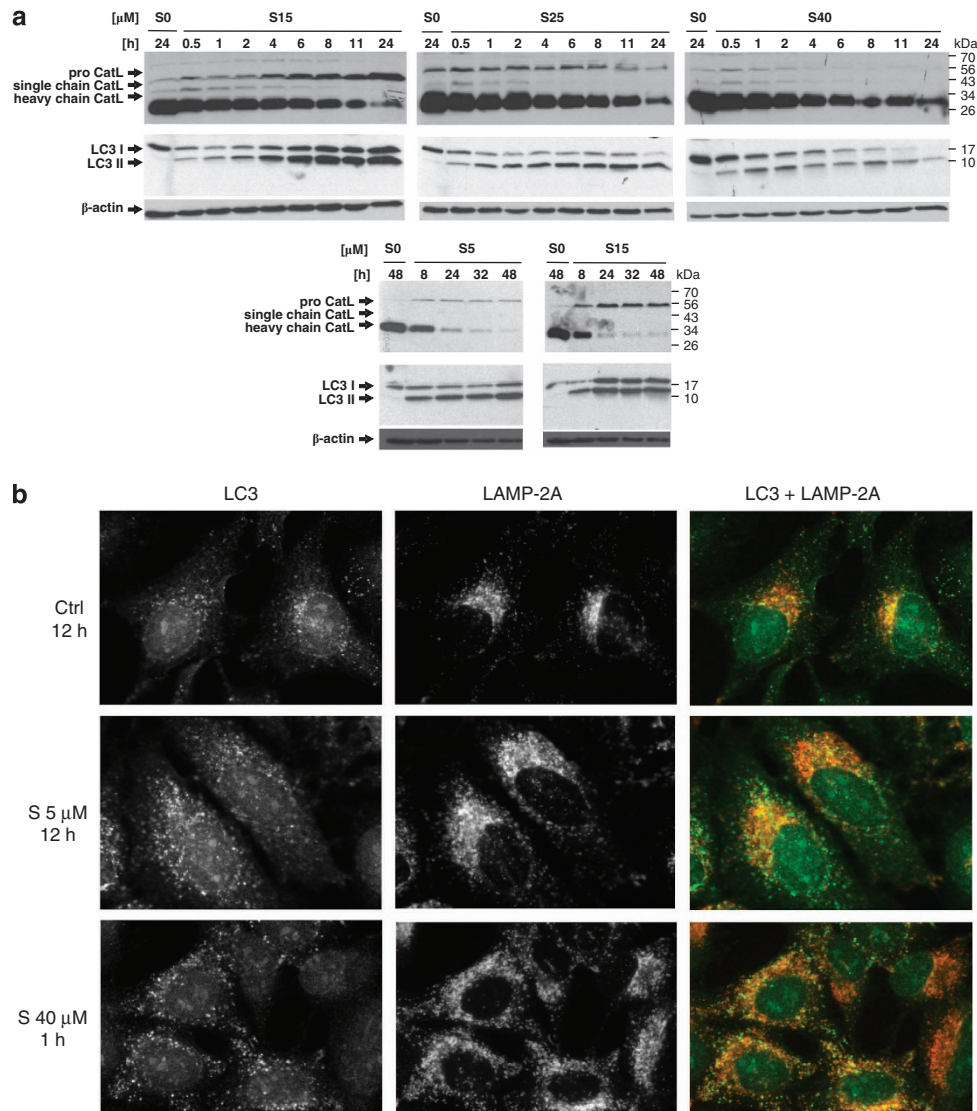 a
[µM] S0 S15 S0 S25 S0 S40
[h] 24 0.5 1 2 4 6 8 11 24 24 0.5 1 2 4 6 8 11 24 24 0.5 1 2 4 6 8 11 24 kDa
pro CatL 70
56
single chain CatL 43
heavy chain CatL 34
26
LC3 I 17
LC3 II 10
β-actin
[µM] S0 S5 S0 S15
[h] 48 8 24 32 48 48 8 24 32 48 kDa
pro CatL 70
56
single chain CatL 43
heavy chain CatL 34
26
LC3 I 17
LC3 II 10
β-actin
b
LC3 LAMP-2A LC3 + LAMP-2A
Ctrl
12 h
S 5 µM
12 h
S 40 µM
1 h